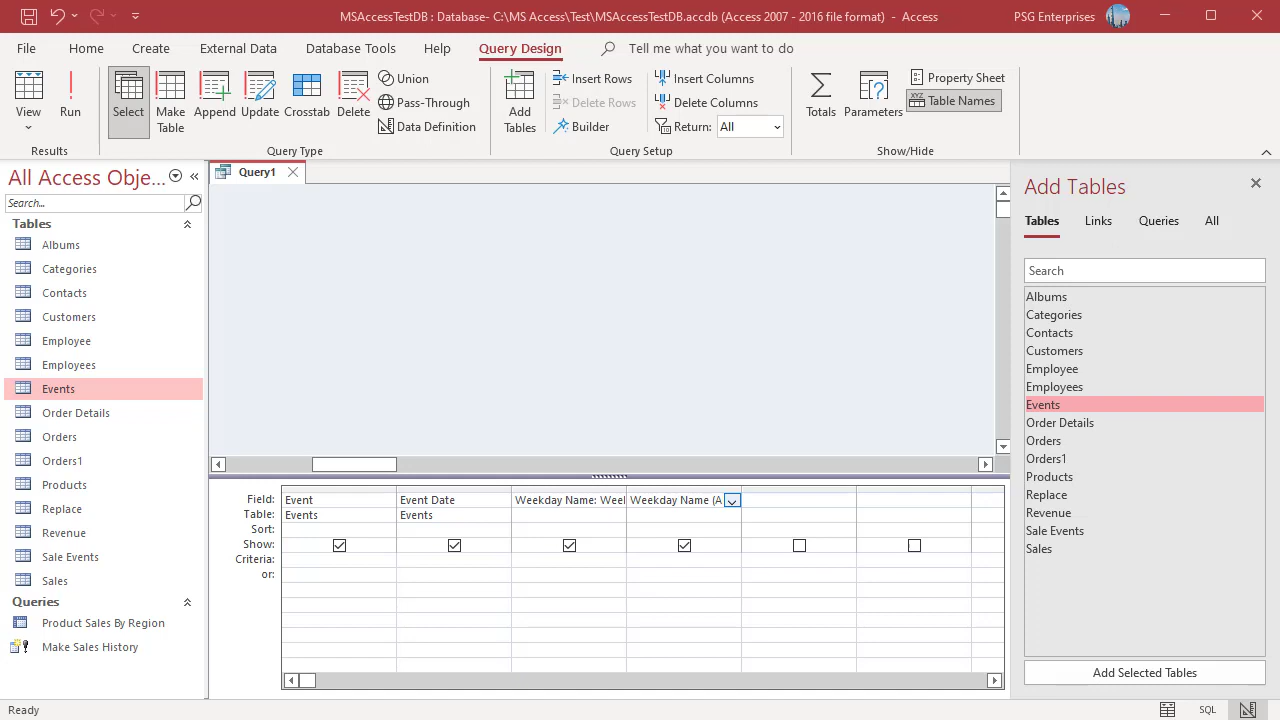 MSAccessTestDB : Database- C:\MS Access\Test\MSAccessTestDB.accdb (Access 2007 - 2016 file format) - Access
PSG Enterprises
File Home Create External Data Database Tools Help Query Design Tell me what you want to do
View
Run
Results
Select
Make Table
Append
Update
Crosstab
Delete
Union
Pass-Through
Data Definition
Query Type
Add Tables
Insert Rows
Delete Rows
Builder
Insert Columns
Delete Columns
Return: All
Query Setup
Totals
Parameters
Property Sheet
XYZ Table Names
Show/Hide
All Access Obje...
Search...
Tables
Albums
Categories
Contacts
Customers
Employee
Employees
Events
Order Details
Orders
Orders1
Products
Replace
Revenue
Sale Events
Sales
Queries
Product Sales By Region
Make Sales History
Query1
Field: Event Event Date Weekday Name: Weel Weekday Name (A
Table: Events Events
Sort:
Show:
Criteria:
or:
Add Tables
Tables Links Queries All
Search
Albums
Categories
Contacts
Customers
Employee
Employees
Events
Order Details
Orders
Orders1
Products
Replace
Revenue
Sale Events
Sales
Add Selected Tables
Ready
SQL